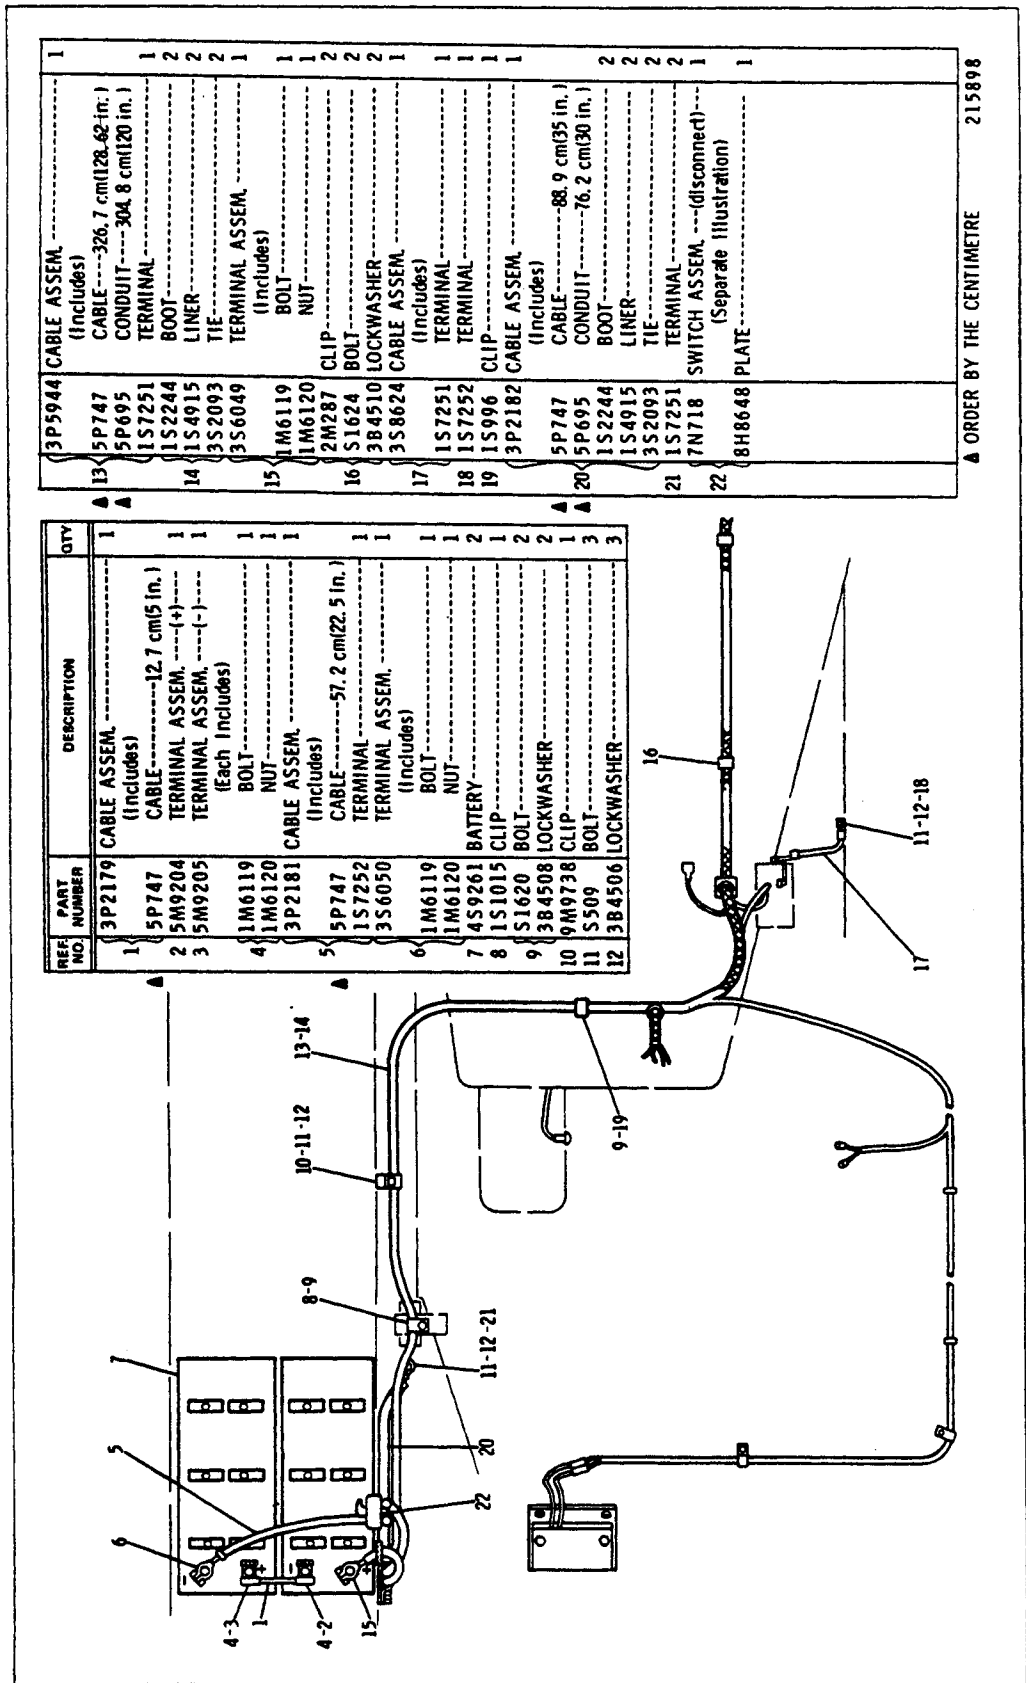 REF. NO. PART NUMBER DESCRIPTION QTY
3P2179 CABLE ASSEM. 1
(Includes)
1
▲ 5P747 CABLE 12.7 cm(5 in.)
2 5M9204 TERMINAL ASSEM. (+) 1
3 5M9205 TERMINAL ASSEM. (-) 1
(Each Includes)
4 1M6119 BOLT 1
1M6120 NUT 1
3P2181 CABLE ASSEM. 1
(Includes)
▲ 5 5P747 CABLE 57.2 cm(22.5 in.)
1S7252 TERMINAL 1
3S6050 TERMINAL ASSEM. 1
(Includes)
6 1M6119 BOLT 1
1M6120 NUT 1
7 4S9261 BATTERY 2
8 1S1015 CLIP 1
9 S1620 BOLT 2
3B4508 LOCKWASHER 2
10 9M9738 CLIP 1
11 S509 BOLT 3
12 3B4506 LOCKWASHER 3
3P5944 CABLE ASSEM. 1
(Includes)
▲ 13 5P747 CABLE 326.7 cm(128.62 in.)
▲ 5P695 CONDUIT 304.8 cm(120 in.)
1S7251 TERMINAL 1
1S2244 BOOT 2
14 1S4915 LINER 2
3S2093 TIE 2
3S6049 TERMINAL ASSEM. 1
(Includes)
15
1M6119 BOLT 1
1M6120 NUT 1
2M287 CLIP 2
16 S1624 BOLT 2
3B4510 LOCKWASHER 2
3S8624 CABLE ASSEM. 1
17 (Includes)
1S7251 TERMINAL 1
18 1S7252 TERMINAL 1
19 1S996 CLIP 1
3P2182 CABLE ASSEM. 1
(Includes)
▲ 5P747 CABLE 88.9 cm(35 in.)
▲ 20 5P695 CONDUIT 76.2 cm(30 in.)
1S2244 BOOT 2
1S4915 LINER 2
3S2093 TIE 2
21 1S7251 TERMINAL 2
7N718 SWITCH ASSEM. (disconnect) 1
22 (Separate Illustration)
8H8648 PLATE 1
▲ ORDER BY THE CENTIMETRE 215898
6
5
7
4-3
1
4-2
15
-
+
-
+
22
20
11-12-21
8-9
10-11-12
13-14
9-19
16
17
11-12-18